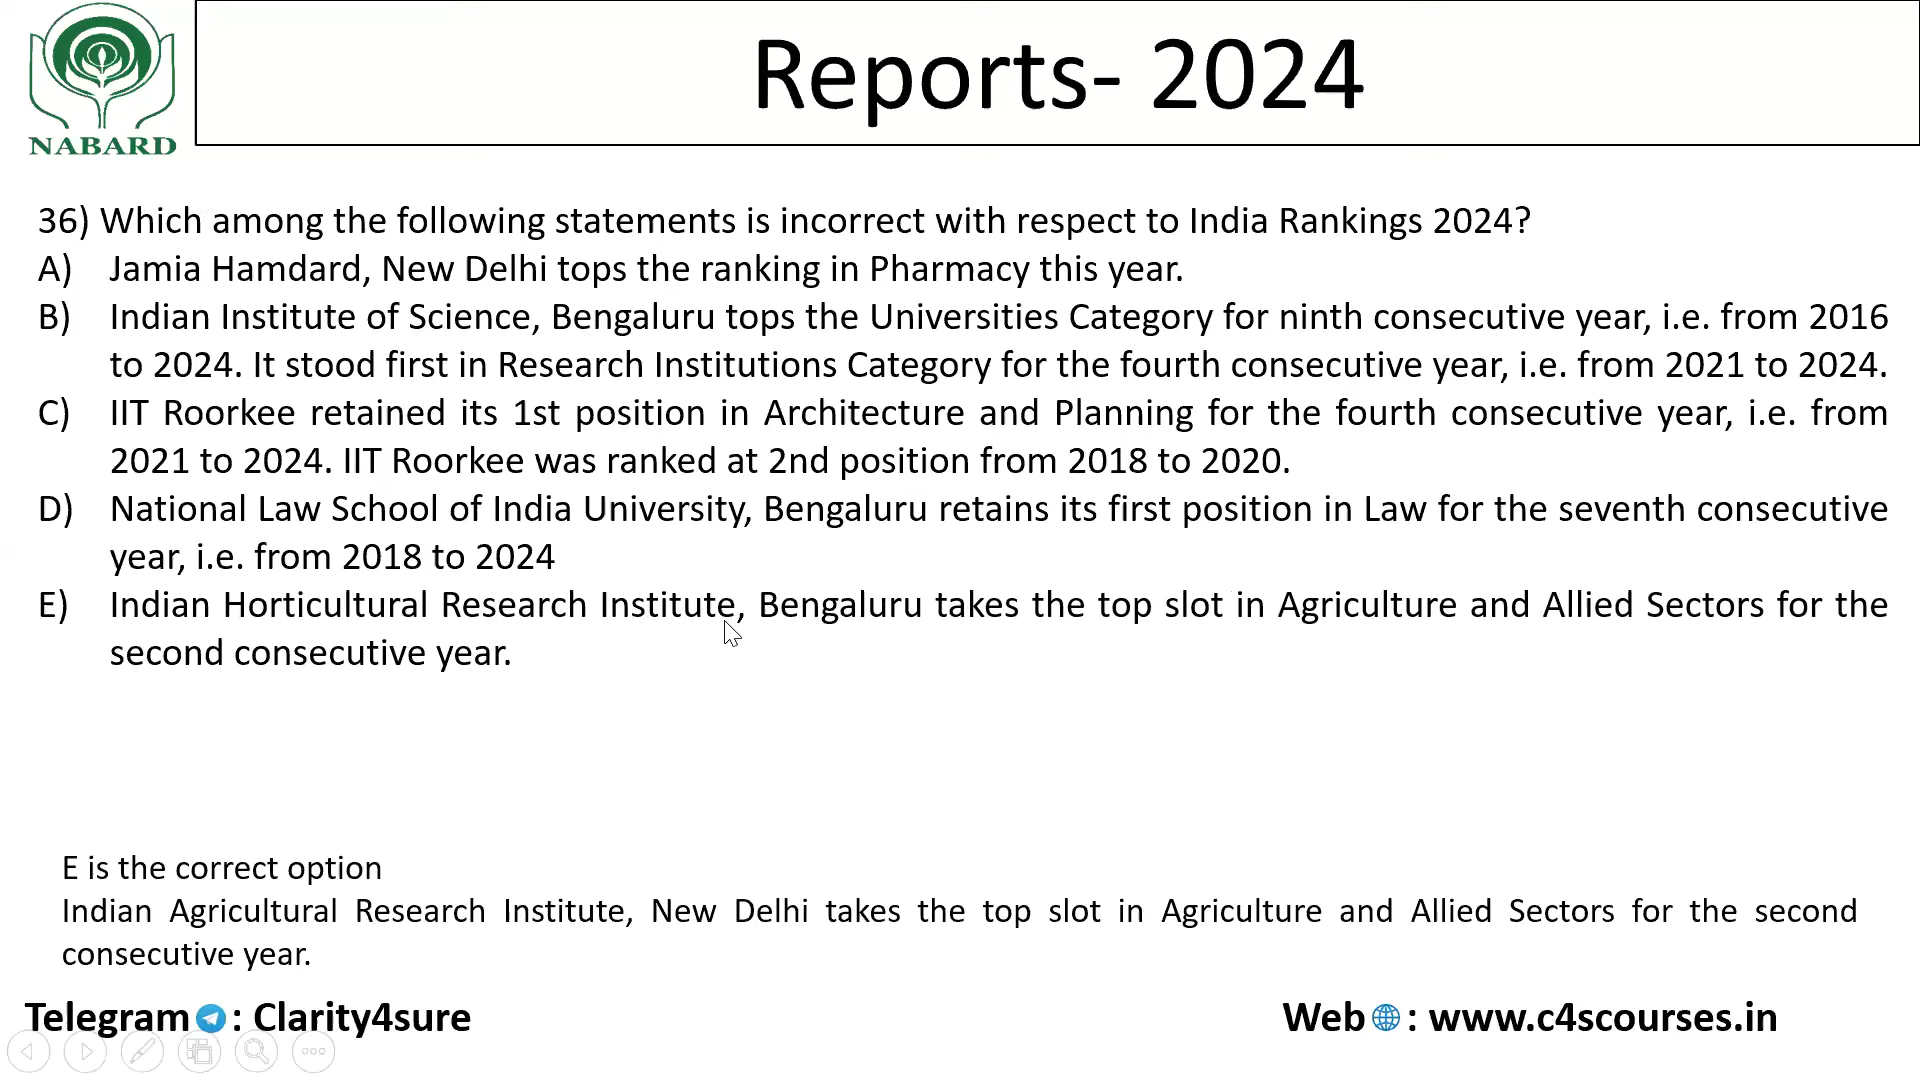 NABARD
Reports- 2024
36) Which among the following statements is incorrect with respect to India Rankings 2024?
A) Jamia Hamdard, New Delhi tops the ranking in Pharmacy this year.
B) Indian Institute of Science, Bengaluru tops the Universities Category for ninth consecutive year, i.e. from 2016
to 2024. It stood first in Research Institutions Category for the fourth consecutive year, i.e. from 2021 to 2024.
C) IIT Roorkee retained its 1st position in Architecture and Planning for the fourth consecutive year, i.e. from
2021 to 2024. IIT Roorkee was ranked at 2nd position from 2018 to 2020.
D) National Law School of India University, Bengaluru retains its first position in Law for the seventh consecutive
year, i.e. from 2018 to 2024
E) Indian Horticultural Research Institute, Bengaluru takes the top slot in Agriculture and Allied Sectors for the
second consecutive year.
E is the correct option
Indian Agricultural Research Institute, New Delhi takes the top slot in Agriculture and Allied Sectors for the second
consecutive year.
Telegram : Clarity4sure
Web : www.c4scourses.in